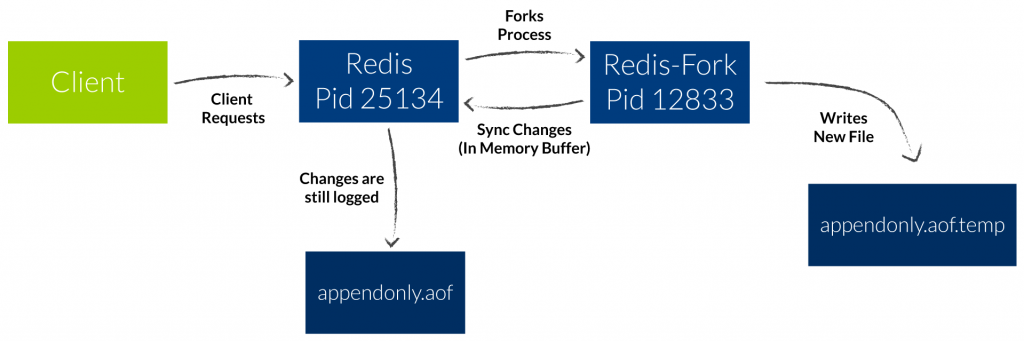 Client
Client
Requests
Redis
Pid 25134
Forks
Process
Sync Changes
(In Memory Buffer)
Redis-Fork
Pid 12833
Writes
New File
Changes are
still logged
appendonly.aof
appendonly.aof.temp